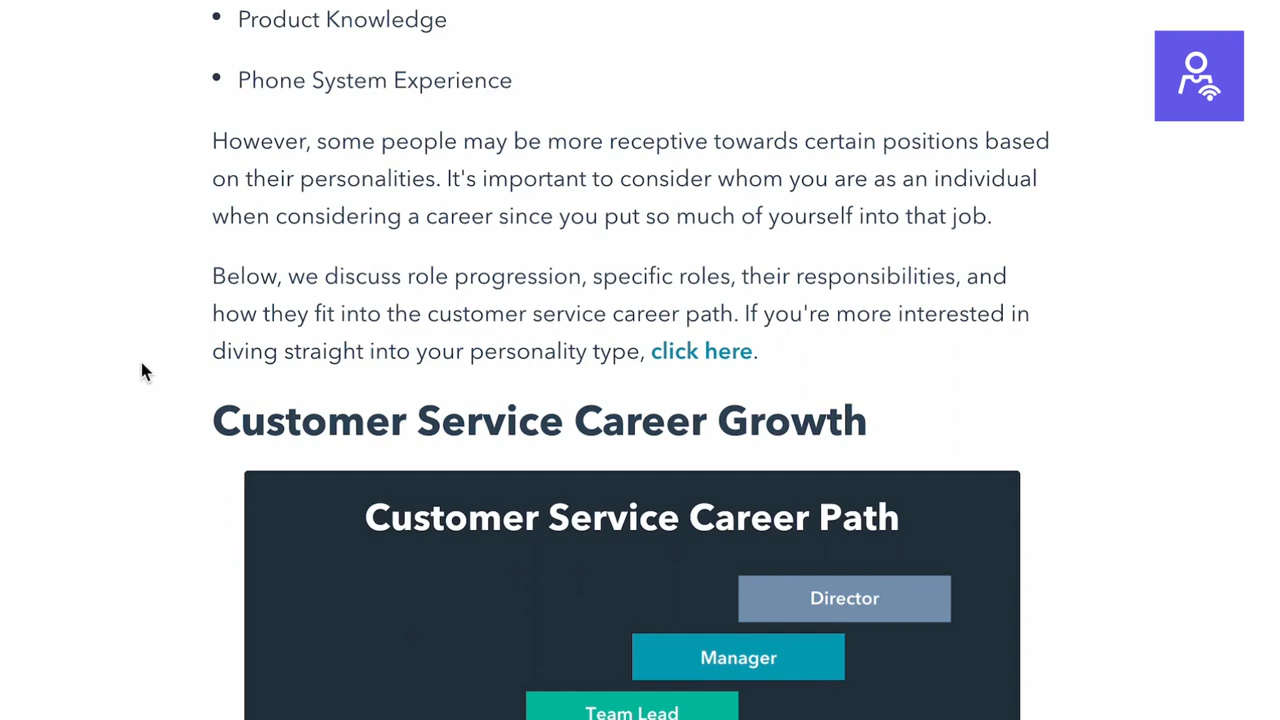 • Product Knowledge
• Phone System Experience
However, some people may be more receptive towards certain positions based
on their personalities. It's important to consider whom you are as an individual
when considering a career since you put so much of yourself into that job.
Below, we discuss role progression, specific roles, their responsibilities, and
how they fit into the customer service career path. If you're more interested in
diving straight into your personality type, click here.
Customer Service Career Growth
Customer Service Career Path
Director
Manager
Team Lead